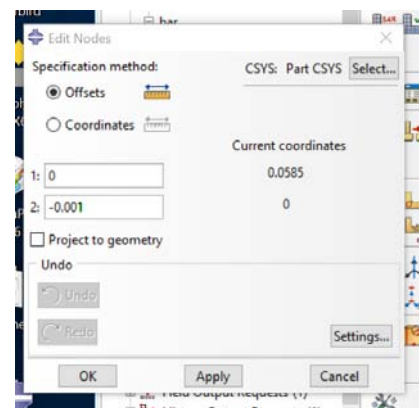 bar
Edit Nodes
Specification method:
CSYS: Part CSYS Select...
Offsets
Coordinates
Current coordinates
1: 0 0.0585
2: -0.001 0
Project to geometry
Undo
Undo
Redo
Settings...
OK Apply Cancel